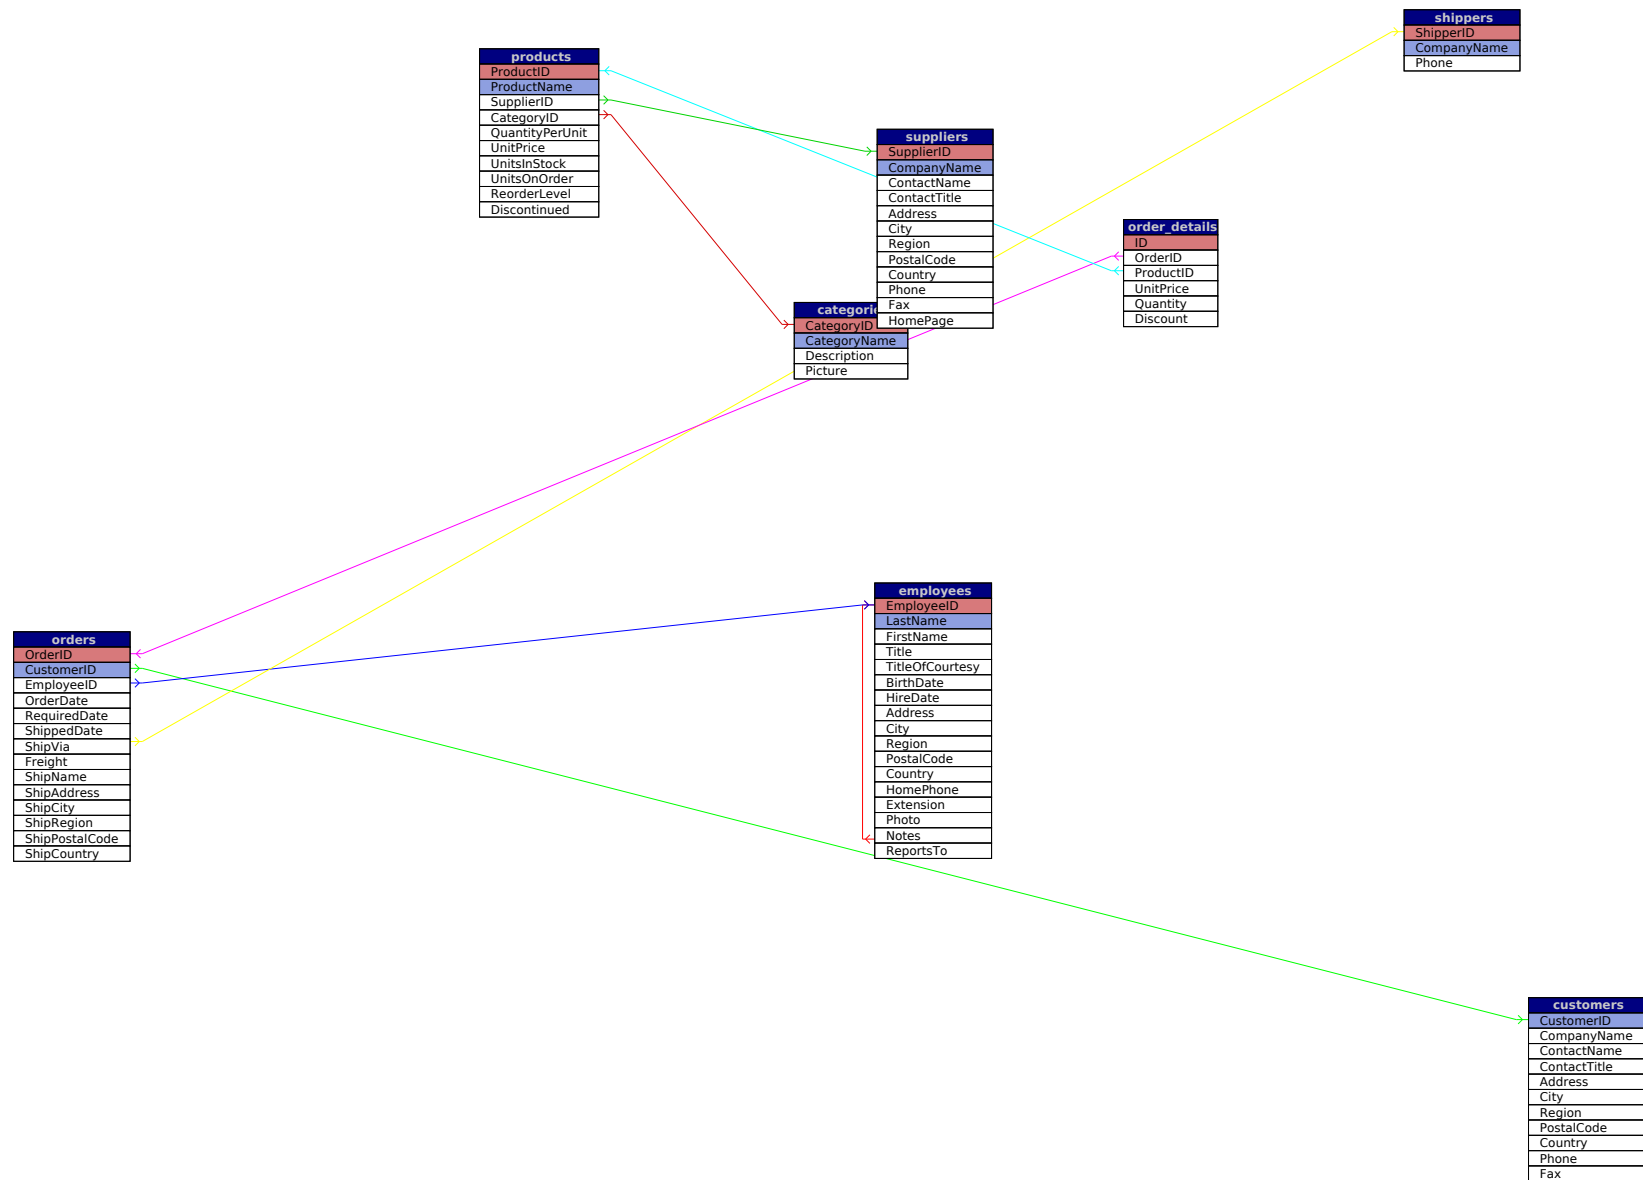 shippers
ShipperID
CompanyName
Phone
products
ProductID
ProductName
SupplierID
CategoryID
QuantityPerUnit
UnitPrice
UnitsInStock
UnitsOnOrder
ReorderLevel
Discontinued
suppliers
SupplierID
CompanyName
ContactName
ContactTitle
Address
City
Region
PostalCode
Country
Phone
Fax
HomePage
order_details
ID
OrderID
ProductID
UnitPrice
Quantity
Discount
categori
CategoryID
CategoryName
Description
Picture
employees
EmployeeID
LastName
FirstName
Title
TitleOfCourtesy
BirthDate
HireDate
Address
City
Region
PostalCode
Country
HomePhone
Extension
Photo
Notes
ReportsTo
orders
OrderID
CustomerID
EmployeeID
OrderDate
RequiredDate
ShippedDate
ShipVia
Freight
ShipName
ShipAddress
ShipCity
ShipRegion
ShipPostalCode
ShipCountry
customers
CustomerID
CompanyName
ContactName
ContactTitle
Address
City
Region
PostalCode
Country
Phone
Fax